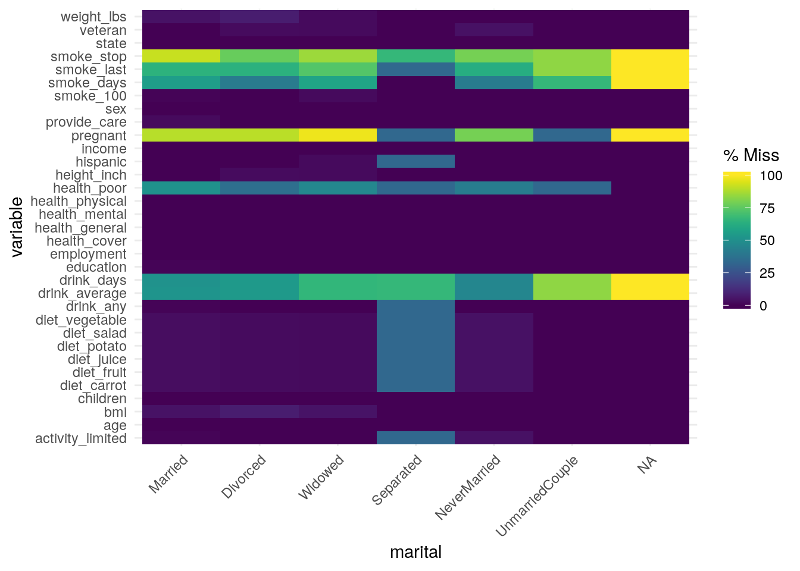 weight_lbs
veteran
state
smoke_stop
smoke_last
smoke_days
smoke_100
sex
provide_care
pregnant
income
hispanic
height_inch
health_poor
health_physical
health_mental
health_general
health_cover
employment
education
drink_days
drink_average
drink_any
diet_vegetable
diet_salad
diet_potato
diet_juice
diet_fruit
diet_carrot
children
bmi
age
activity_limited
variable
Married
Divorced
Widowed
Separated
NeverMarried
UnmarriedCouple
NA
marital
% Miss
100
75
50
25
0